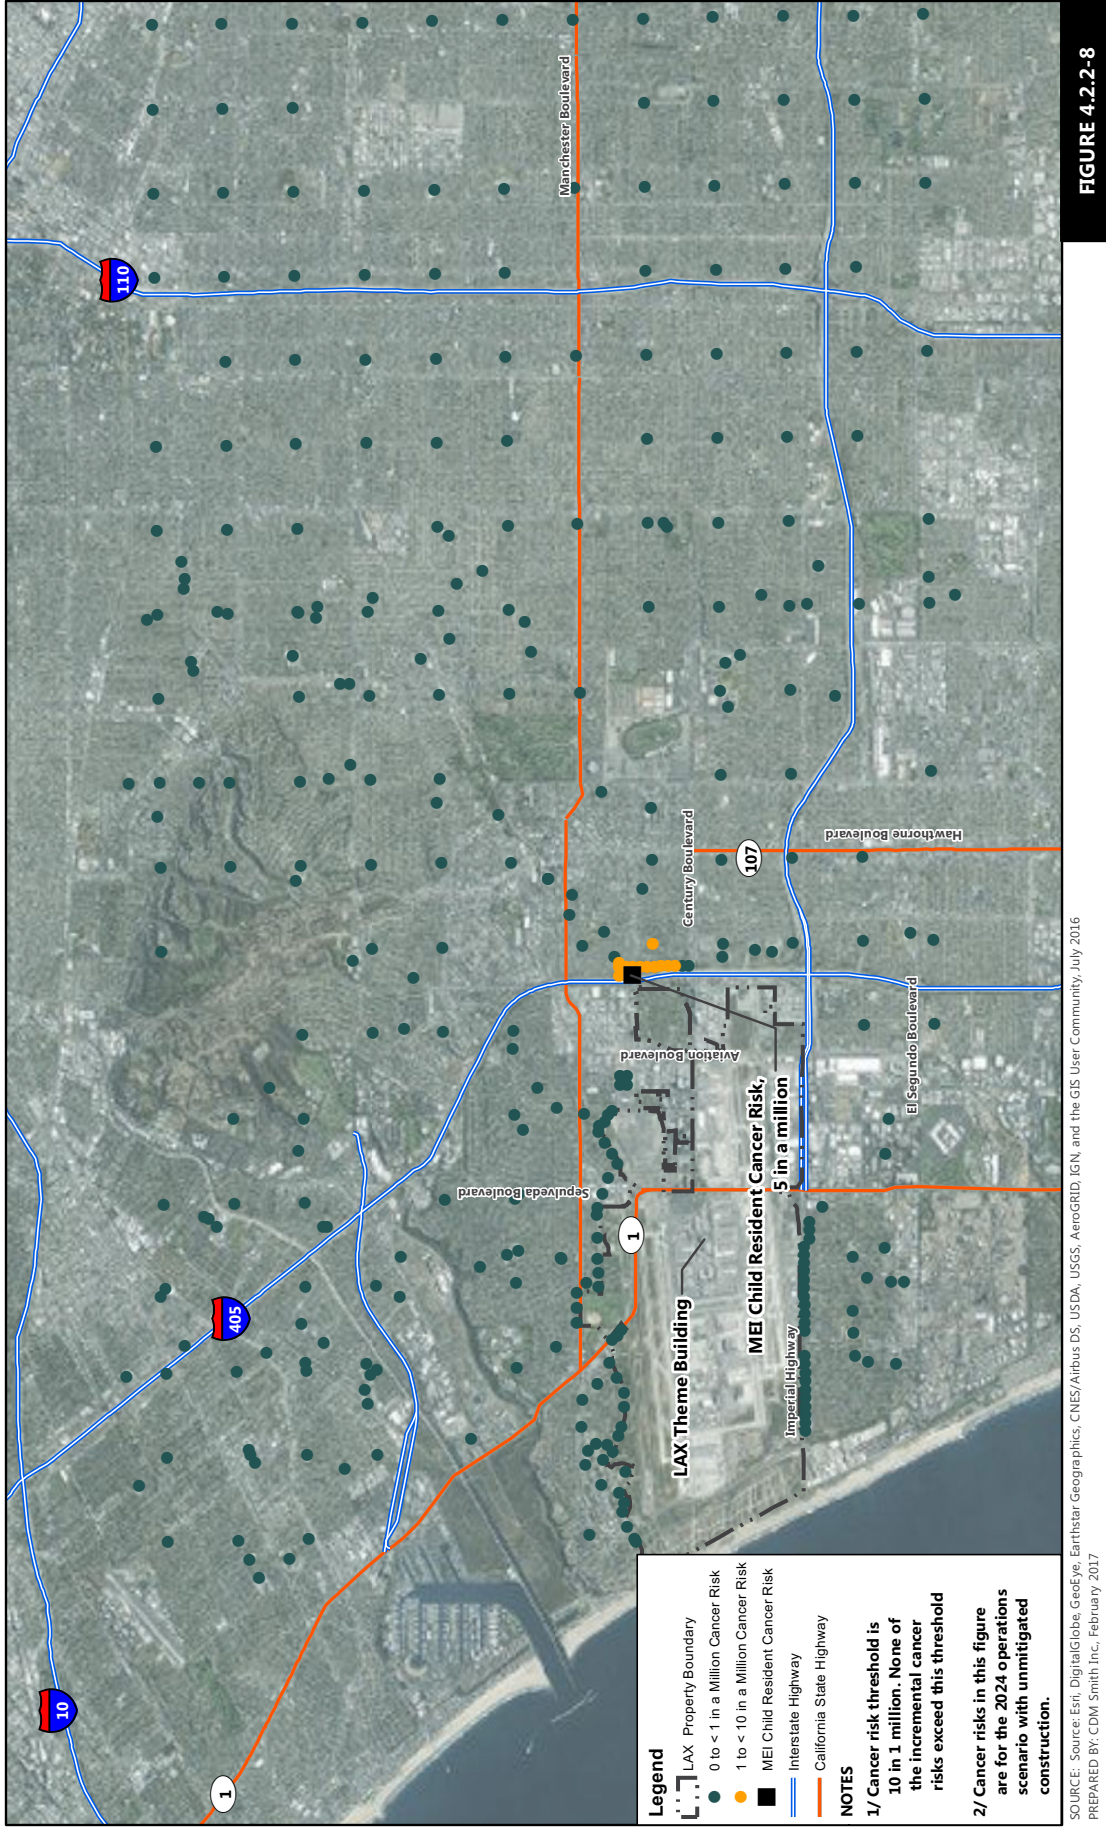 10
1
405
110
Manchester Boulevard
Sepulveda Boulevard
1
Aviation Boulevard
Century Boulevard
107
Hawthorne Boulevard
El Segundo Boulevard
Imperial Highway
LAX Theme Building
MEI Child Resident Cancer Risk,
5 in a million
Legend
LAX Property Boundary
0 to < 1 in a Million Cancer Risk
1 to < 10 in a Million Cancer Risk
MEI Child Resident Cancer Risk
Interstate Highway
California State Highway
NOTES
1/ Cancer risk threshold is
10 in 1 million. None of
the incremental cancer
risks exceed this threshold
2/ Cancer risks in this figure
are for the 2024 operations
scenario with unmitigated
construction.
SOURCE: Source: Esri, DigitalGlobe, GeoEye, Earthstar Geographics, CNES/Airbus DS, USDA, USGS, AeroGRID, IGN, and the GIS User Community, July 2016
PREPARED BY: CDM Smith Inc., February 2017
FIGURE 4.2.2-8